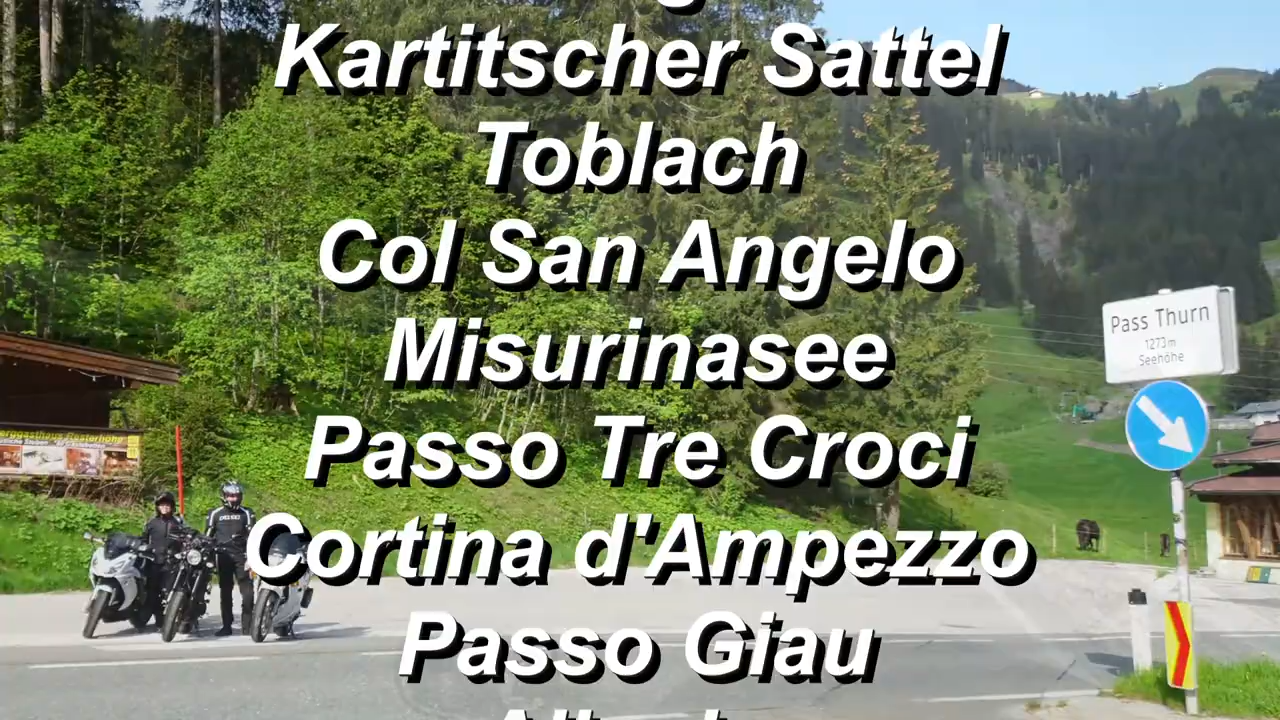 Kartitscher Sattel
Toblach
Col San Angelo
Misurinasee
Passo Tre Croci
Cortina d'Ampezzo
Passo Giau
Pass Thurn
1273m
Seehöhe